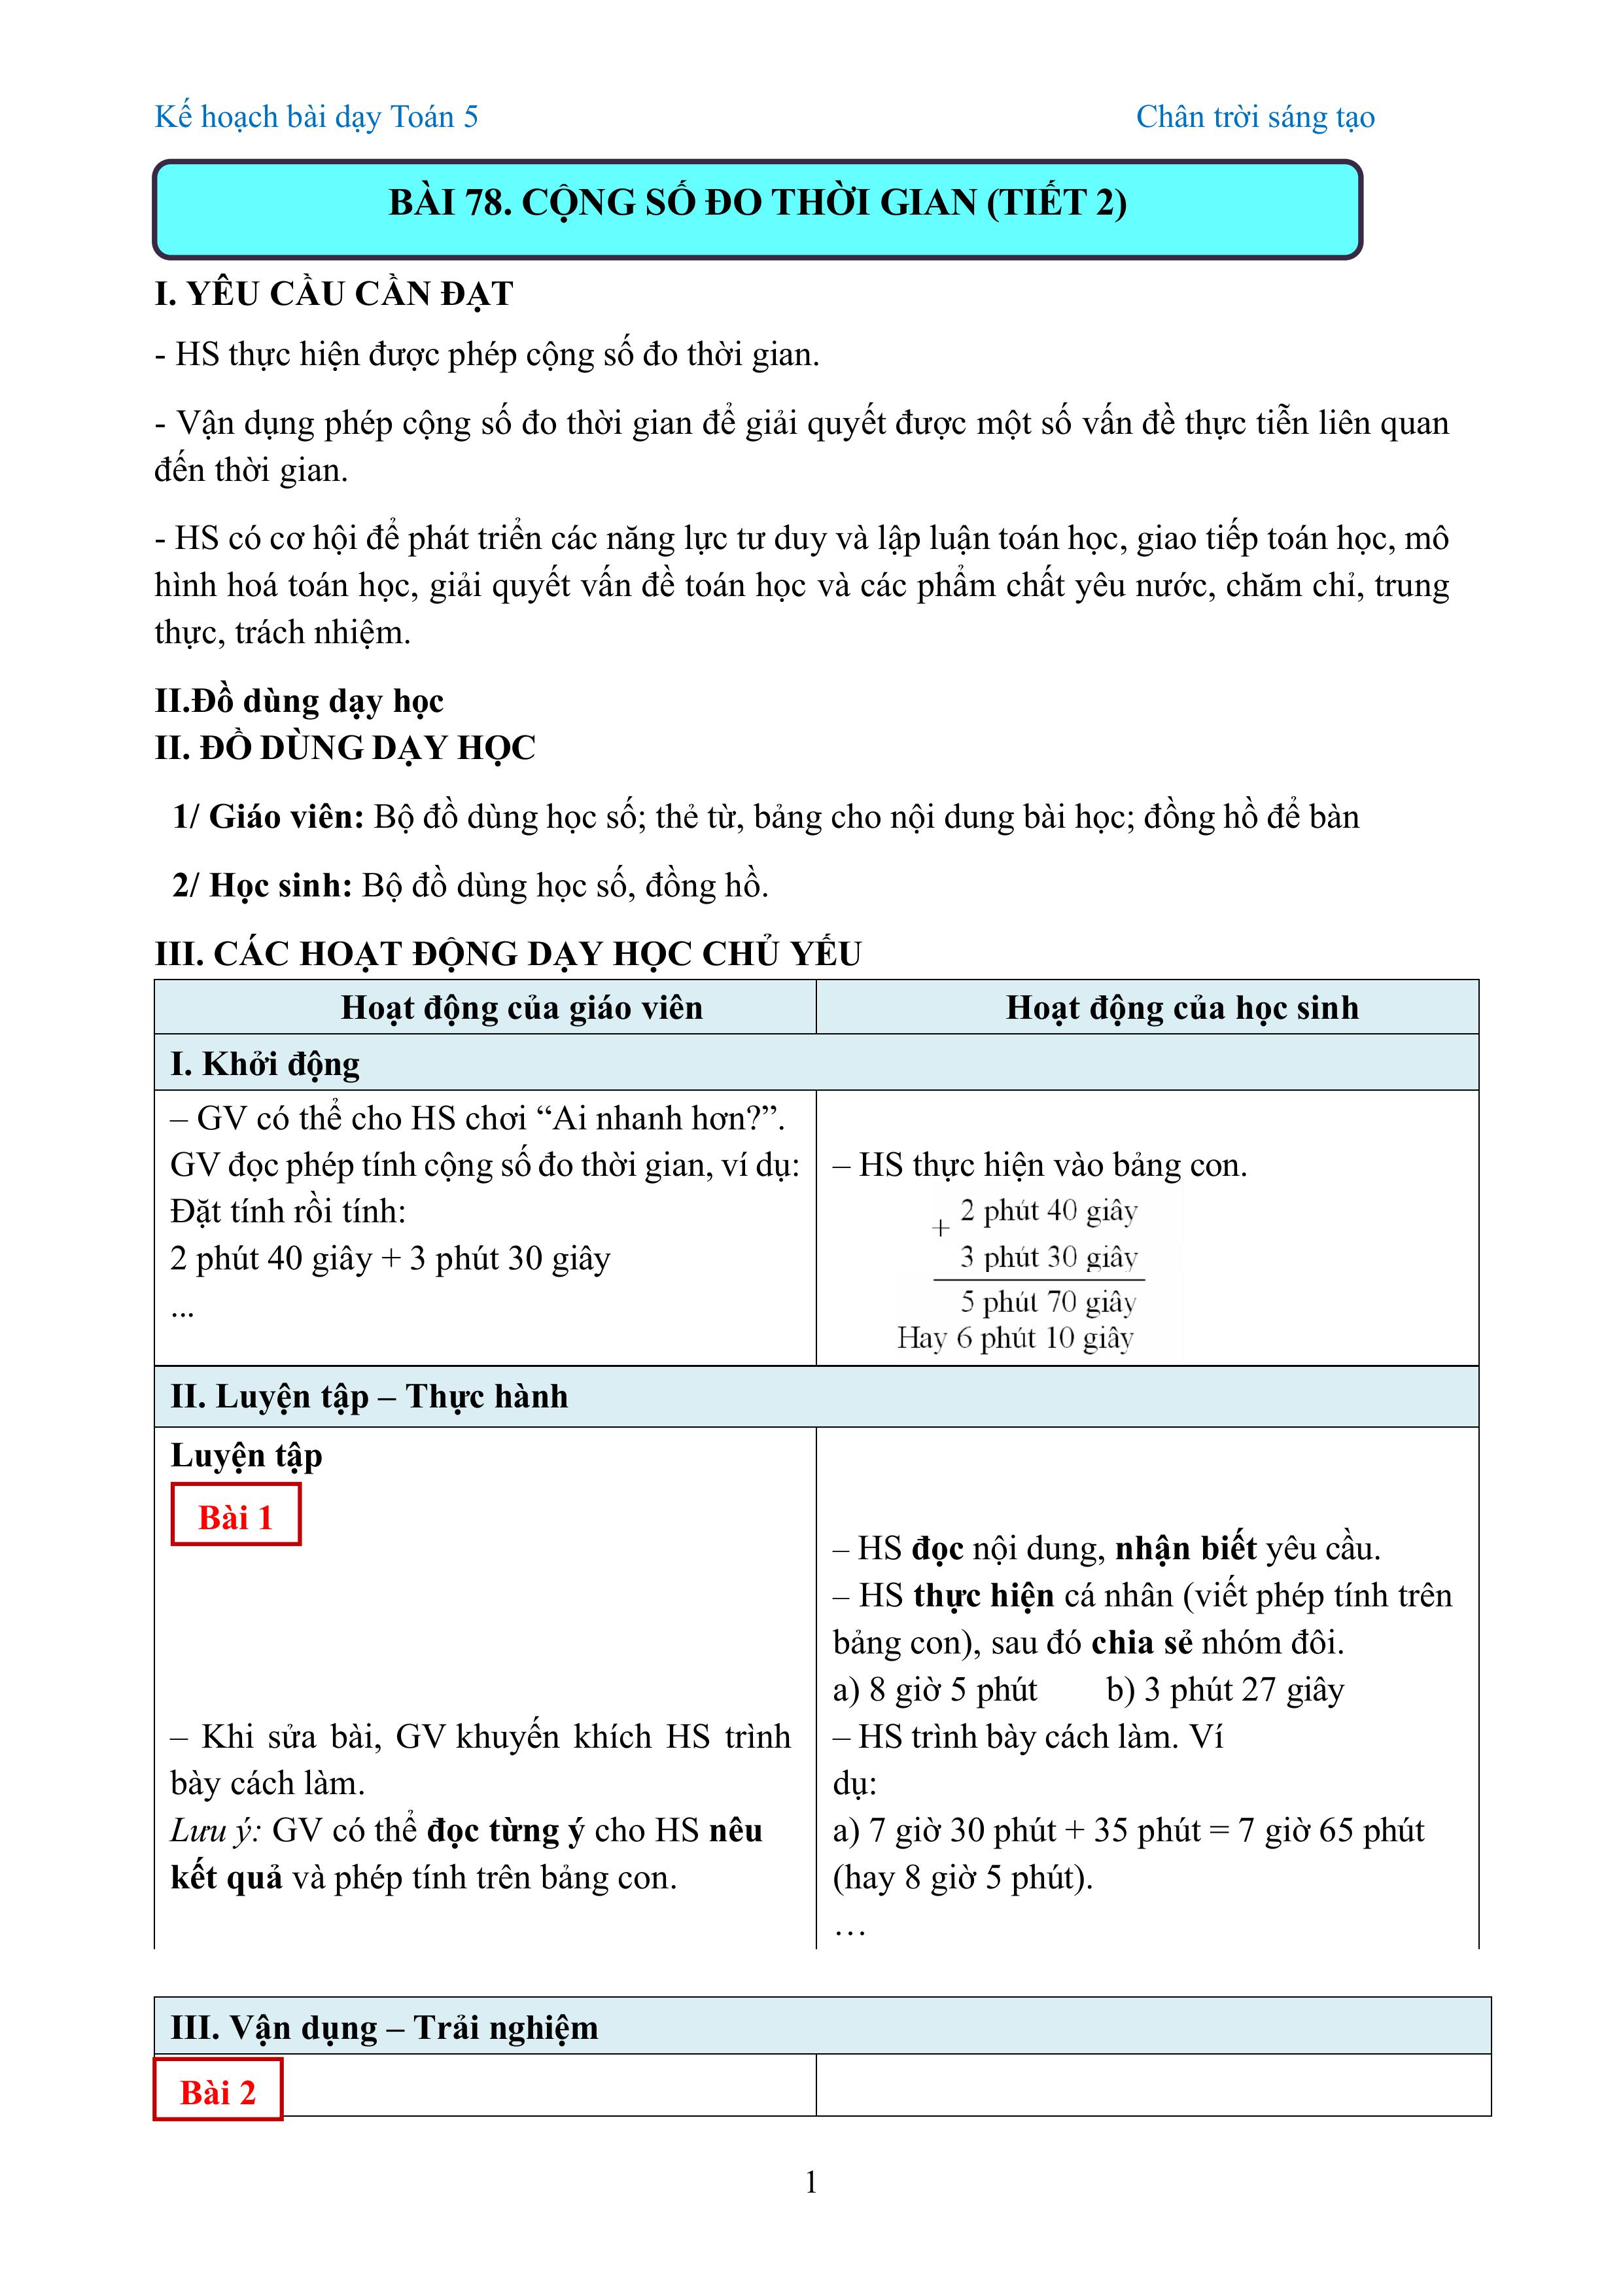 Kế hoạch bài dạy Toán 5 Chân trời sáng tạo
BÀI 78. CỘNG SỐ ĐO THỜI GIAN (TIẾT 2)
I. YÊU CẦU CẦN ĐẠT
- HS thực hiện được phép cộng số đo thời gian.
- Vận dụng phép cộng số đo thời gian để giải quyết được một số vấn đề thực tiễn liên quan
đến thời gian.
- HS có cơ hội để phát triển các năng lực tư duy và lập luận toán học, giao tiếp toán học, mô
hình hoá toán học, giải quyết vấn đề toán học và các phẩm chất yêu nước, chăm chỉ, trung
thực, trách nhiệm.
II.Đồ dùng dạy học
II. ĐỒ DÙNG DẠY HỌC
1/ Giáo viên: Bộ đồ dùng học số; thẻ từ, bảng cho nội dung bài học; đồng hồ để bàn
2/ Học sinh: Bộ đồ dùng học số, đồng hồ.
III. CÁC HOẠT ĐỘNG DẠY HỌC CHỦ YẾU
Hoạt động của giáo viên
Hoạt động của học sinh
I. Khởi động
– GV có thể cho HS chơi “Ai nhanh hơn?”.
GV đọc phép tính cộng số đo thời gian, ví dụ:
Đặt tính rồi tính:
2 phút 40 giây + 3 phút 30 giây
...
– HS thực hiện vào bảng con.
2 phút 40 giây
+
3 phút 30 giây
5 phút 70 giây
Hay 6 phút 10 giây
II. Luyện tập – Thực hành
Luyện tập
Bài 1
– Khi sửa bài, GV khuyến khích HS trình
bày cách làm.
Lưu ý: GV có thể đọc từng ý cho HS nêu
kết quả và phép tính trên bảng con.
– HS đọc nội dung, nhận biết yêu cầu.
– HS thực hiện cá nhân (viết phép tính trên
bảng con), sau đó chia sẻ nhóm đôi.
a) 8 giờ 5 phút b) 3 phút 27 giây
– HS trình bày cách làm. Ví
dụ:
a) 7 giờ 30 phút + 35 phút = 7 giờ 65 phút
(hay 8 giờ 5 phút).
…
III. Vận dụng – Trải nghiệm
Bài 2
1